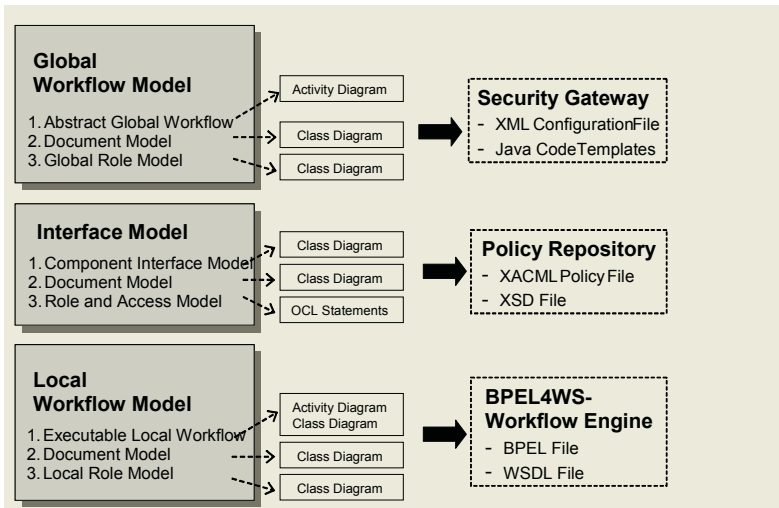 Global
Workflow Model
1. Abstract Global Workflow
2. Document Model
3. Global Role Model
Activity Diagram
Class Diagram
Class Diagram
Security Gateway
- XML ConfigurationFile
- Java CodeTemplates
Interface Model
1. Component Interface Model
2. Document Model
3. Role and Access Model
Class Diagram
Class Diagram
OCL Statements
Policy Repository
- XACML Policy File
- XSD File
Local
Workflow Model
1. Executable Local Workflow
2. Document Model
3. Local Role Model
Activity Diagram
Class Diagram
Class Diagram
Class Diagram
BPEL4WS-
Workflow Engine
- BPEL File
- WSDL File